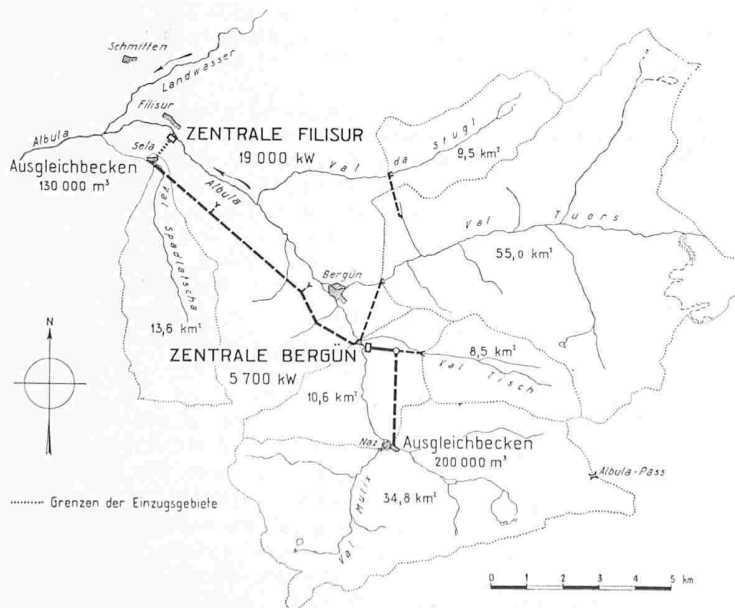 Schmitten
Landwasser
Filisur
Albula
ZENTRALE FILISUR
19 000 kW
Sela
Ausgleichbecken
130 000 m³
Val da Stugl
9,5 km²
Albula
Val Tuors
55,0 km²
Val Spadlatscha
Bergün
13,6 km²
N
ZENTRALE BERGÜN
5 700 kW
8,5 km²
Val Tisch
10,6 km²
Naz
Ausgleichbecken
200 000 m³
Albula-Pass
Grenzen der Einzugsgebiete
34,8 km²
Val Mulix
0 1 2 3 4 5 km